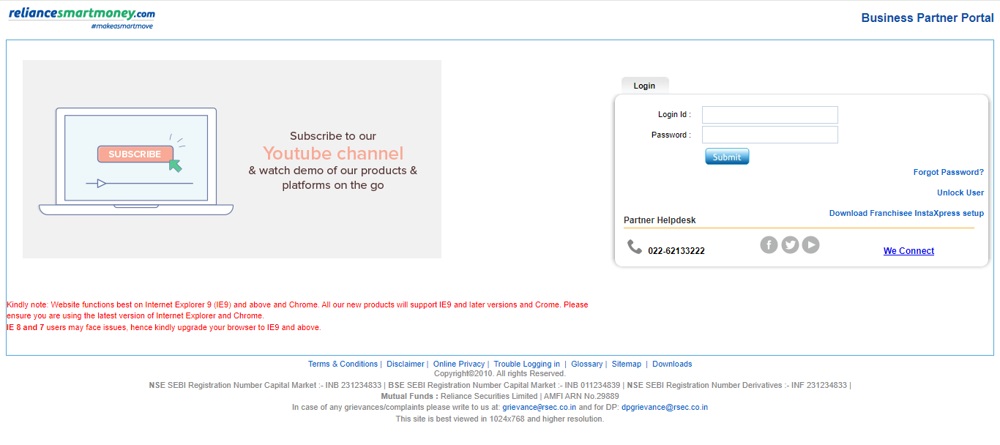 reliancesmartmoney.com
#makeasmartmove
Business Partner Portal
SUBSCRIBE
Subscribe to our
Youtube channel
& watch demo of our products &
platforms on the go
Login
Login Id :
Password :
Submit
Forgot Password?
Unlock User
Download Franchisee InstaXpress setup
Partner Helpdesk
022-62133222
We Connect
Kindly note: Website functions best on Internet Explorer 9 (IE9) and above and Chrome. All our new products will support IE9 and later versions and Crome. Please
ensure you are using the latest version of Internet Explorer and Chrome.
IE 8 and 7 users may face issues, hence kindly upgrade your browser to IE9 and above.
Terms & Conditions | Disclaimer | Online Privacy | Trouble Logging in | Glossary | Sitemap | Downloads
Copyright©2010. All rights Reserved.
NSE SEBI Registration Number Capital Market :- INB 231234833 | BSE SEBI Registration Number Capital Market :- INB 011234839 | NSE SEBI Registration Number Derivatives :- INF 231234833 |
Mutual Funds : Reliance Securities Limited | AMFI ARN No.29889
In case of any grievances/complaints please write to us at: grievance@rsec.co.in and for DP: dpgrievance@rsec.co.in
This site is best viewed in 1024x768 and higher resolution.